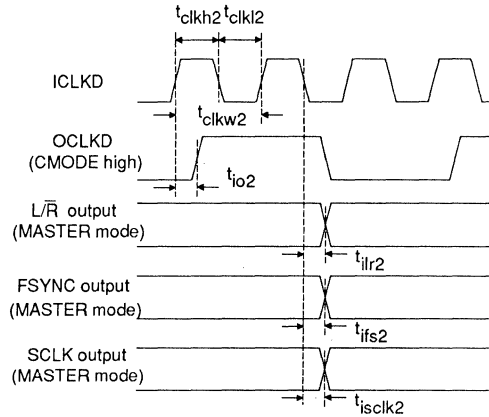 tclkh2 tclkl2
ICLKD
tclkw2
OCLKD
(CMODE high)
tio2
L/R̅ output
(MASTER mode)
tilr2
FSYNC output
(MASTER mode)
tifs2
SCLK output
(MASTER mode)
tisclk2